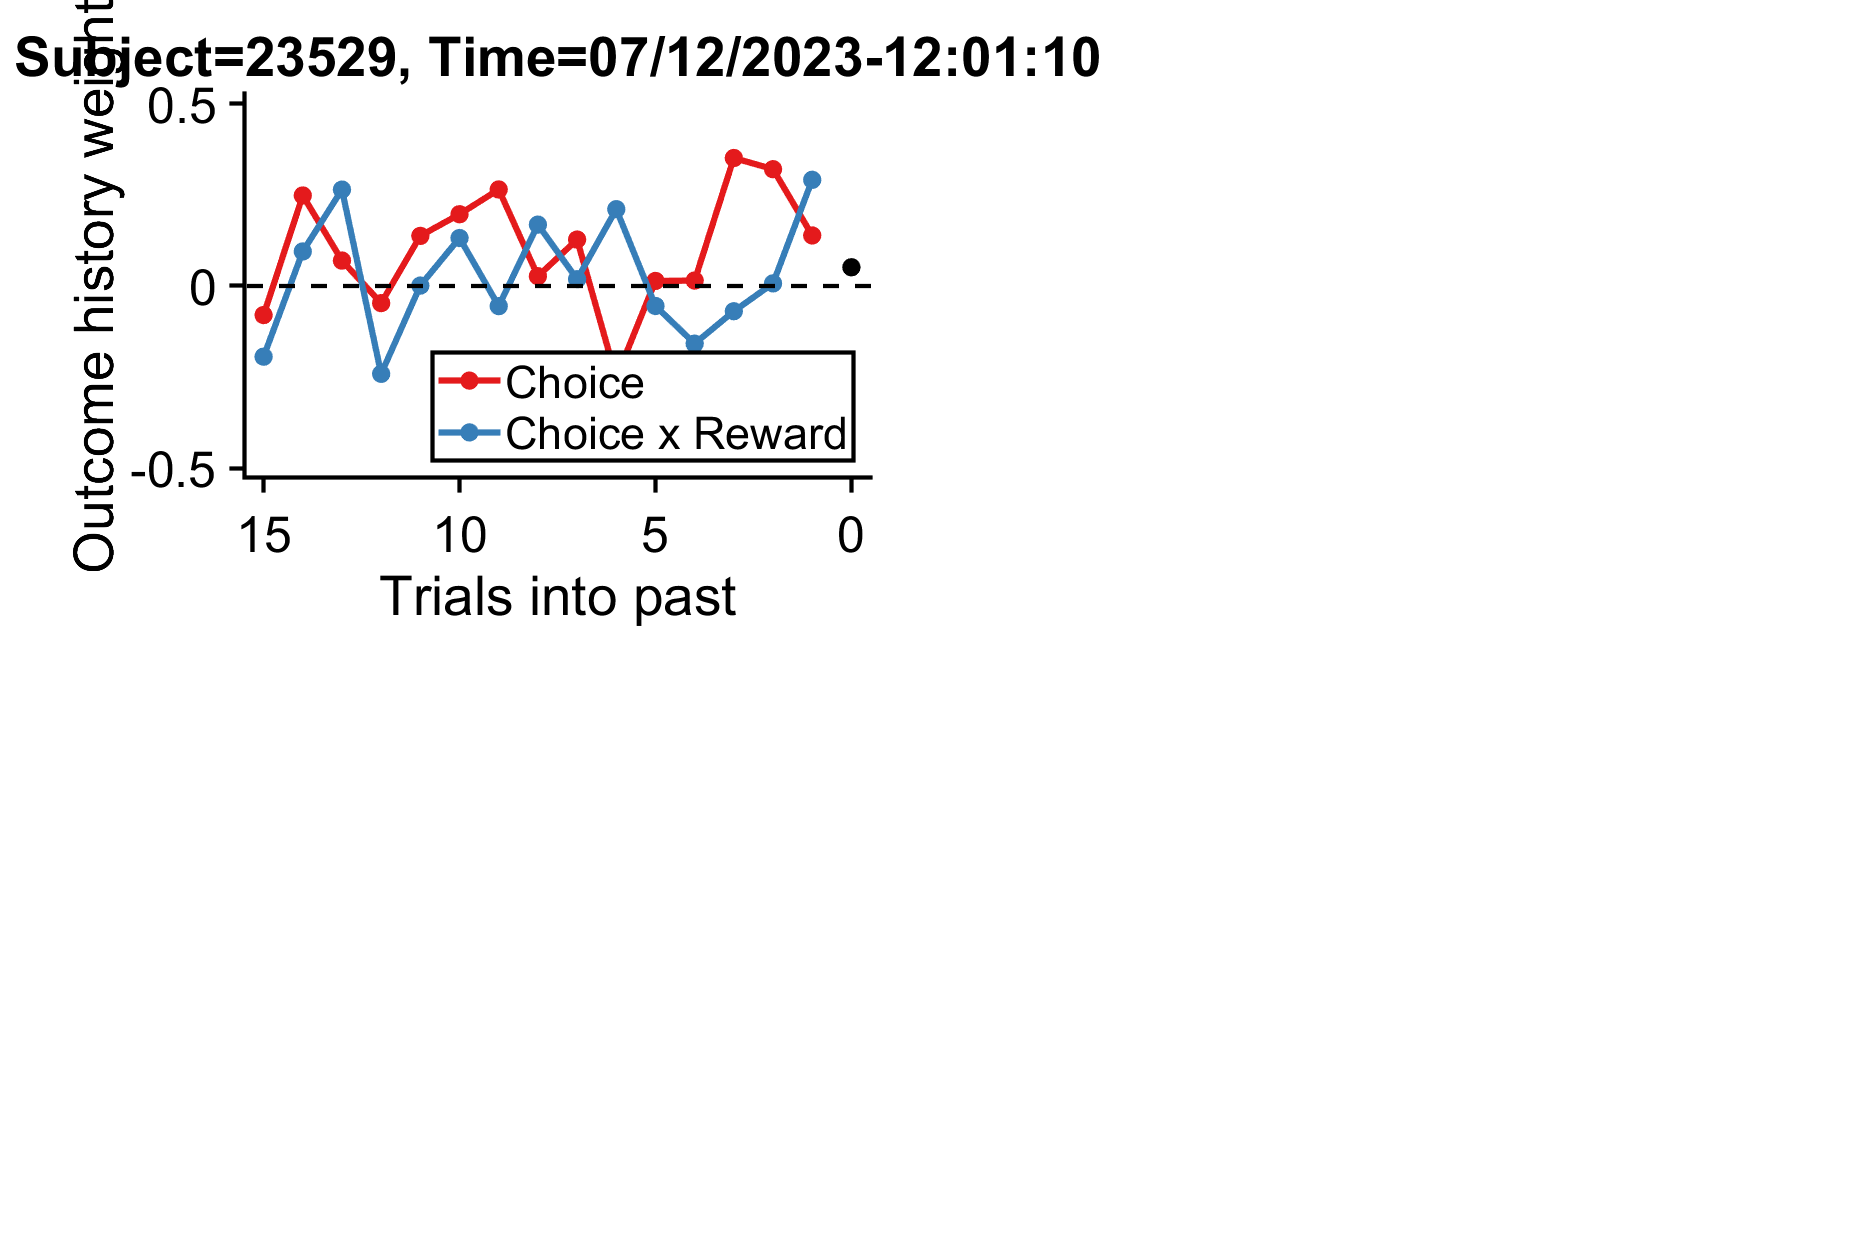 Subject=23529, Time=07/12/2023-12:01:10
Outcome history weight
0.5
0
-0.5
Choice
Choice x Reward
15 10 5 0
Trials into past